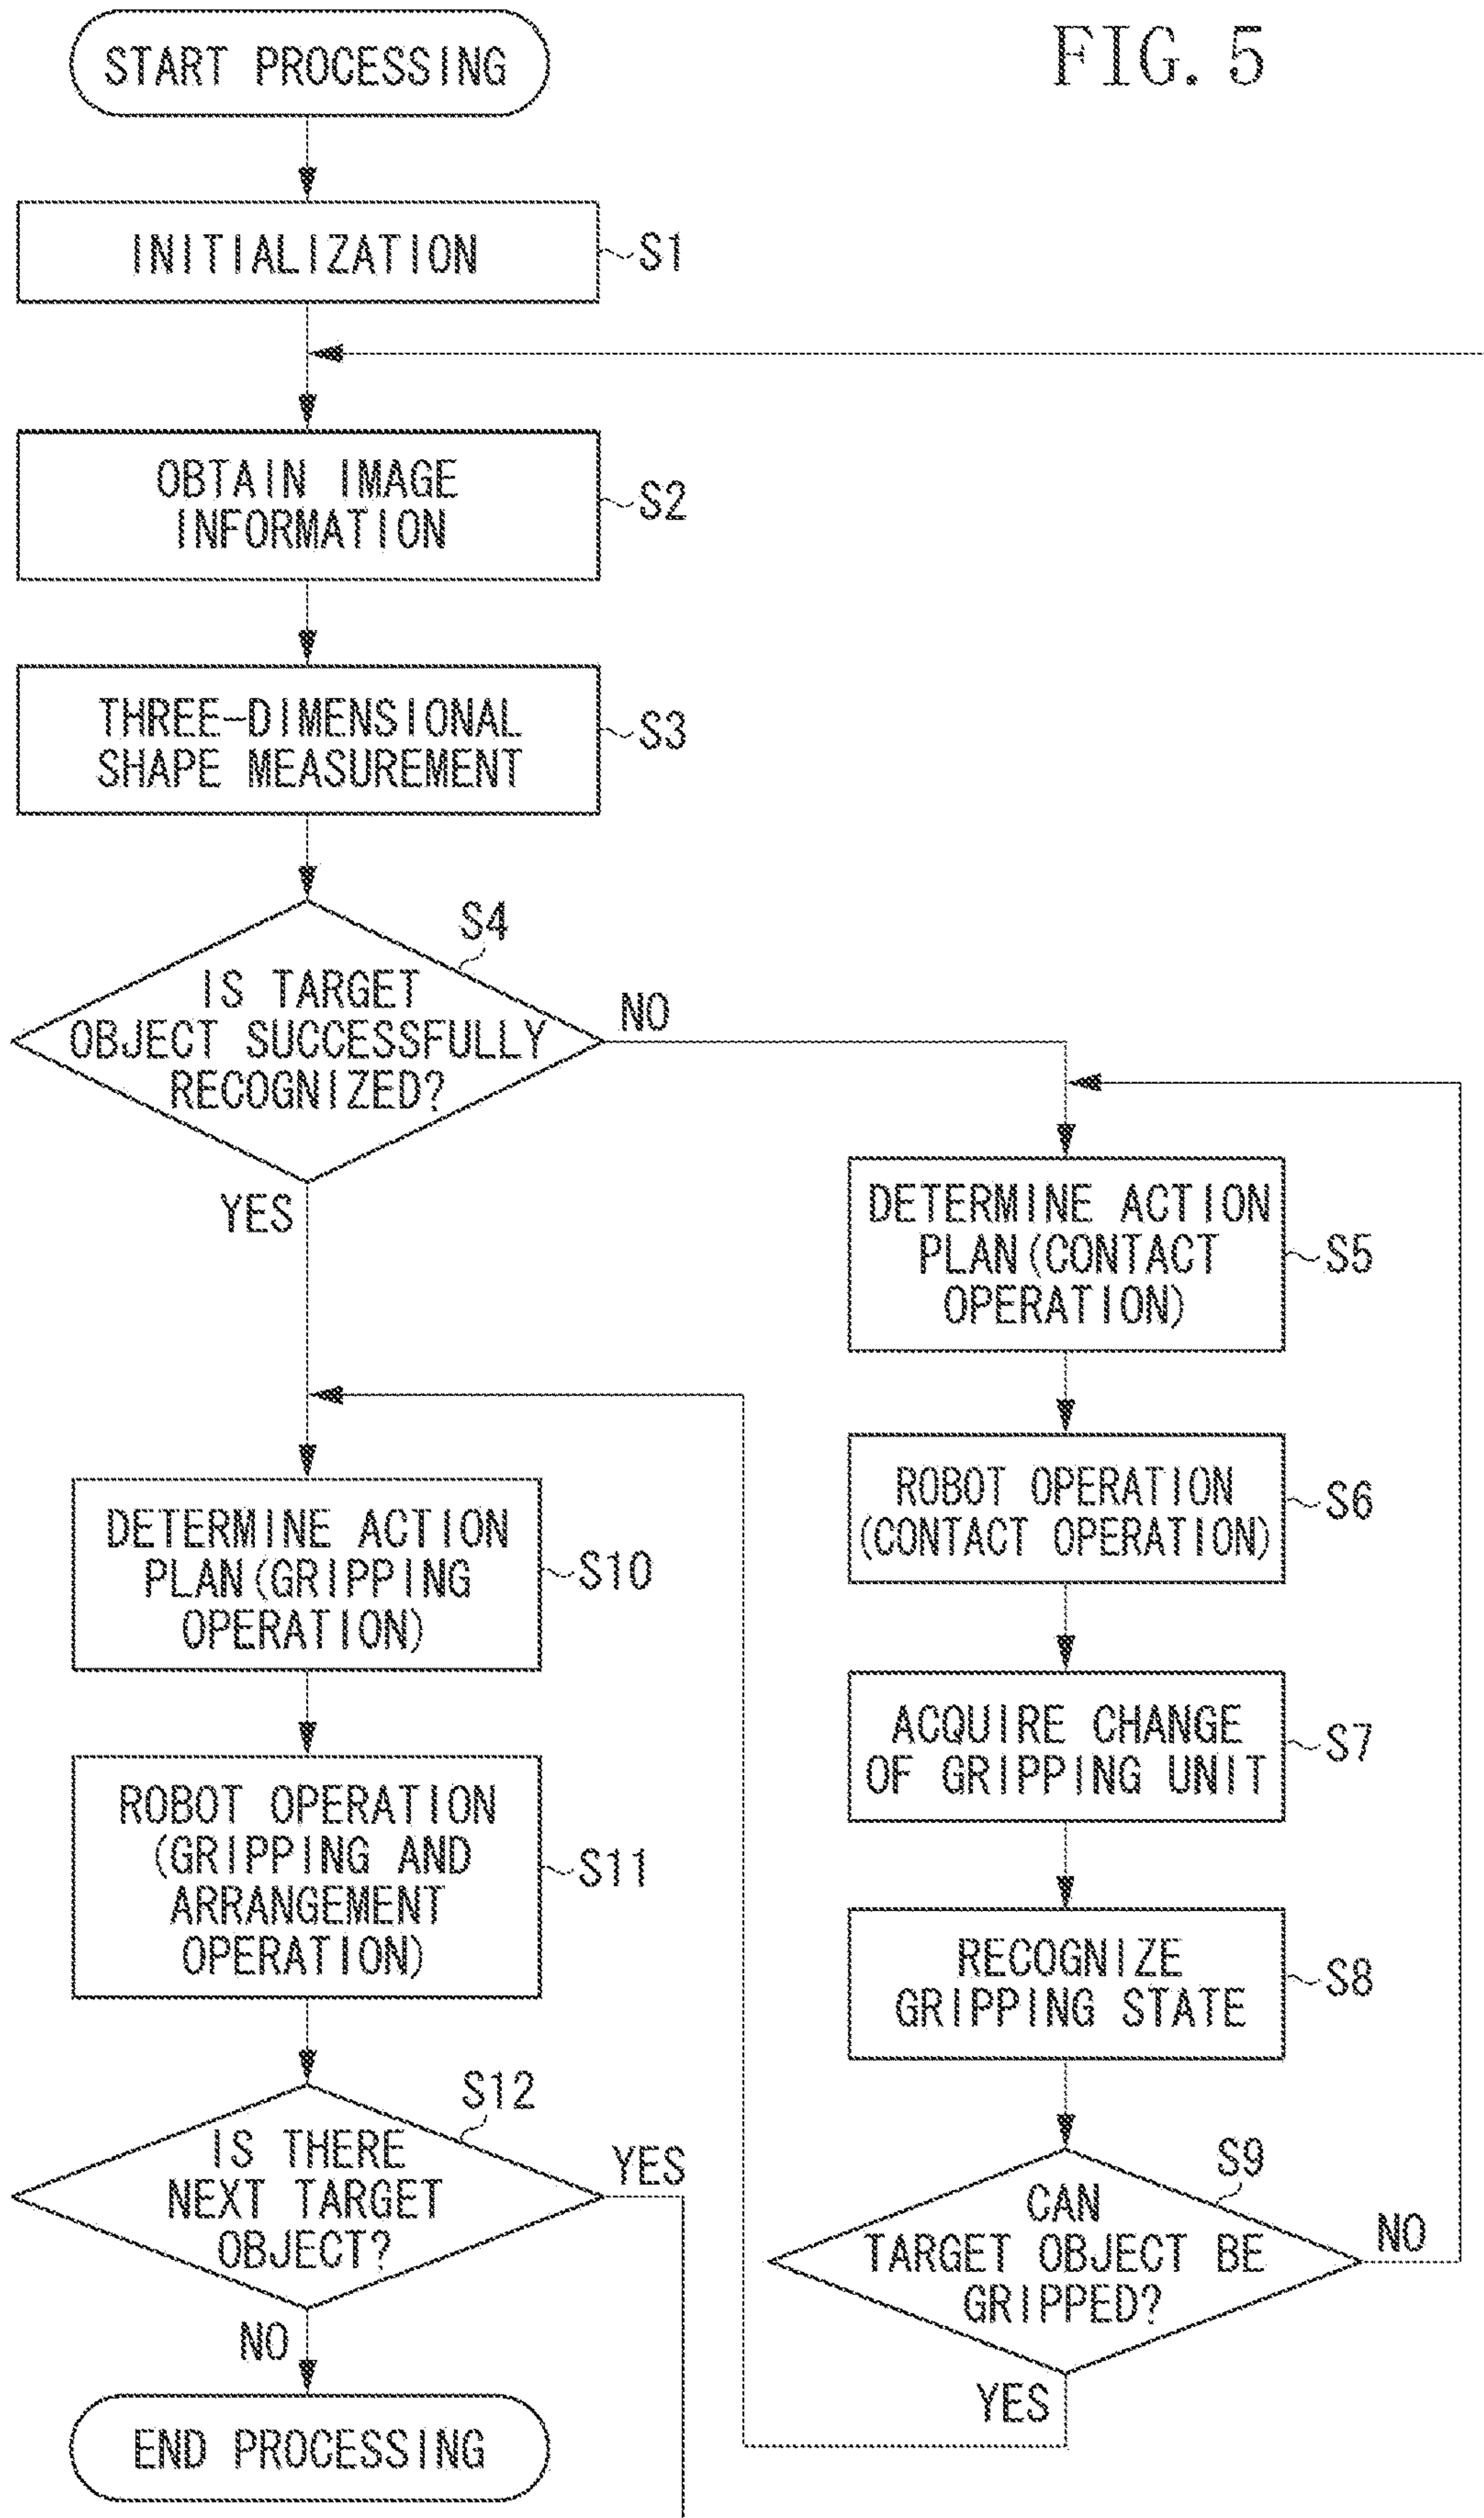 FIG. 5
START PROCESSING
INITIALIZATION
S1
OBTAIN IMAGE
INFORMATION
S2
THREE-DIMENSIONAL
SHAPE MEASUREMENT
S3
S4
IS TARGET
OBJECT SUCCESSFULLY
RECOGNIZED?
NO
YES
DETERMINE ACTION
PLAN(CONTACT
OPERATION)
S5
ROBOT OPERATION
(CONTACT OPERATION)
S6
ACQUIRE CHANGE
OF GRIPPING UNIT
S7
RECOGNIZE
GRIPPING STATE
S8
S9
CAN
TARGET OBJECT BE
GRIPPED?
NO
YES
DETERMINE ACTION
PLAN(GRIPPING
OPERATION)
S10
ROBOT OPERATION
(GRIPPING AND
ARRANGEMENT
OPERATION)
S11
S12
IS THERE
NEXT TARGET
OBJECT?
YES
NO
END PROCESSING